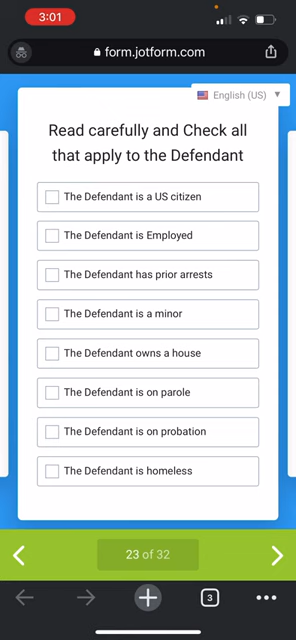 3:01
form.jotform.com
English (US)
Read carefully and Check all
that apply to the Defendant
The Defendant is a US citizen
The Defendant is Employed
The Defendant has prior arrests
The Defendant is a minor
The Defendant owns a house
The Defendant is on parole
The Defendant is on probation
The Defendant is homeless
23 of 32
3